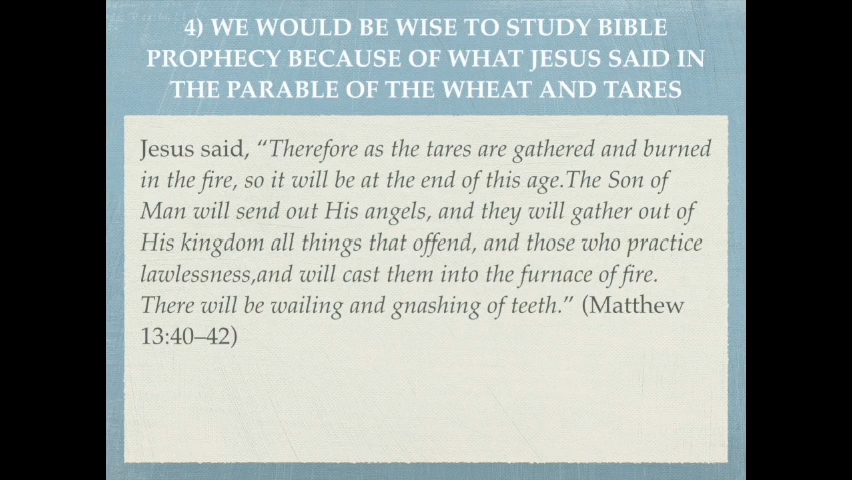 4) WE WOULD BE WISE TO STUDY BIBLE
PROPHECY BECAUSE OF WHAT JESUS SAID IN
THE PARABLE OF THE WHEAT AND TARES
Jesus said, “Therefore as the tares are gathered and burned
in the fire, so it will be at the end of this age.The Son of
Man will send out His angels, and they will gather out of
His kingdom all things that offend, and those who practice
lawlessness,and will cast them into the furnace of fire.
There will be wailing and gnashing of teeth.” (Matthew
13:40–42)